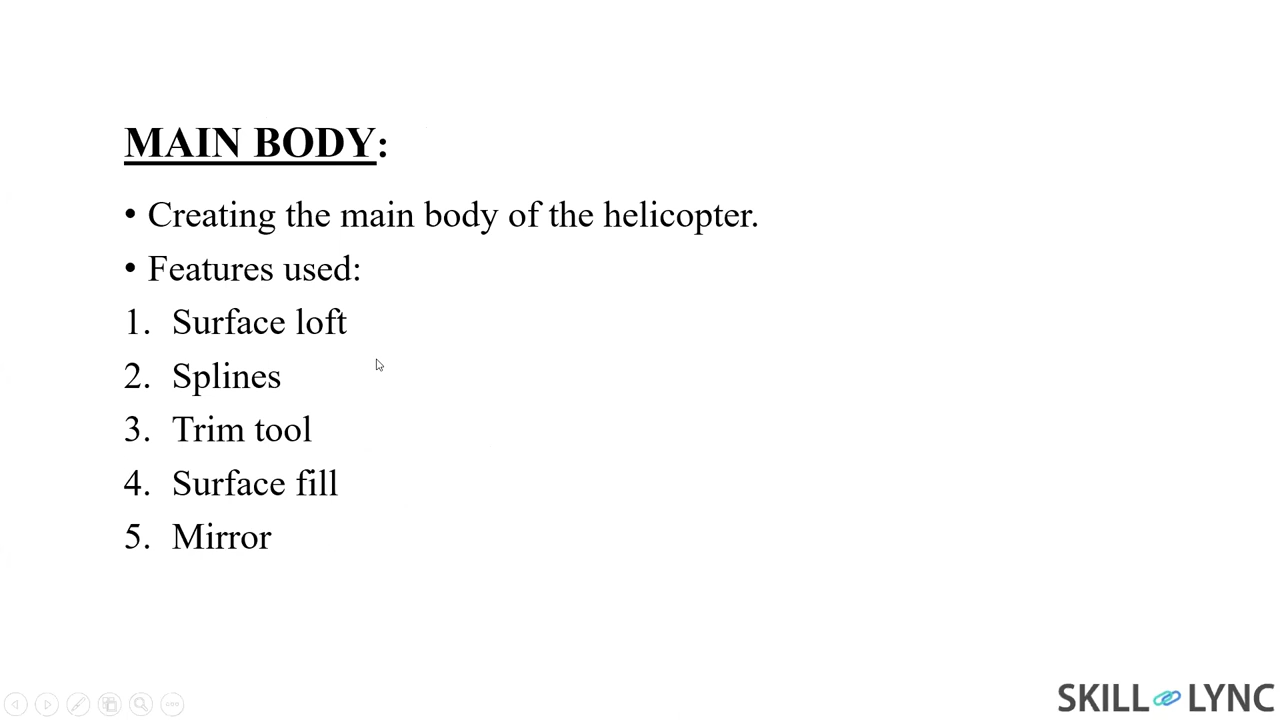 MAIN BODY:
• Creating the main body of the helicopter.
• Features used:
1. Surface loft
2. Splines
3. Trim tool
4. Surface fill
5. Mirror
SKILL LYNC